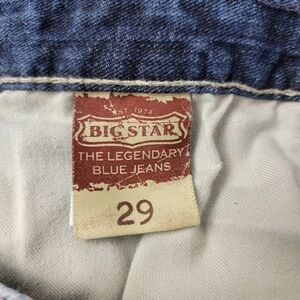 EST. 1974
BIG STAR
THE LEGENDARY
BLUE JEANS
29